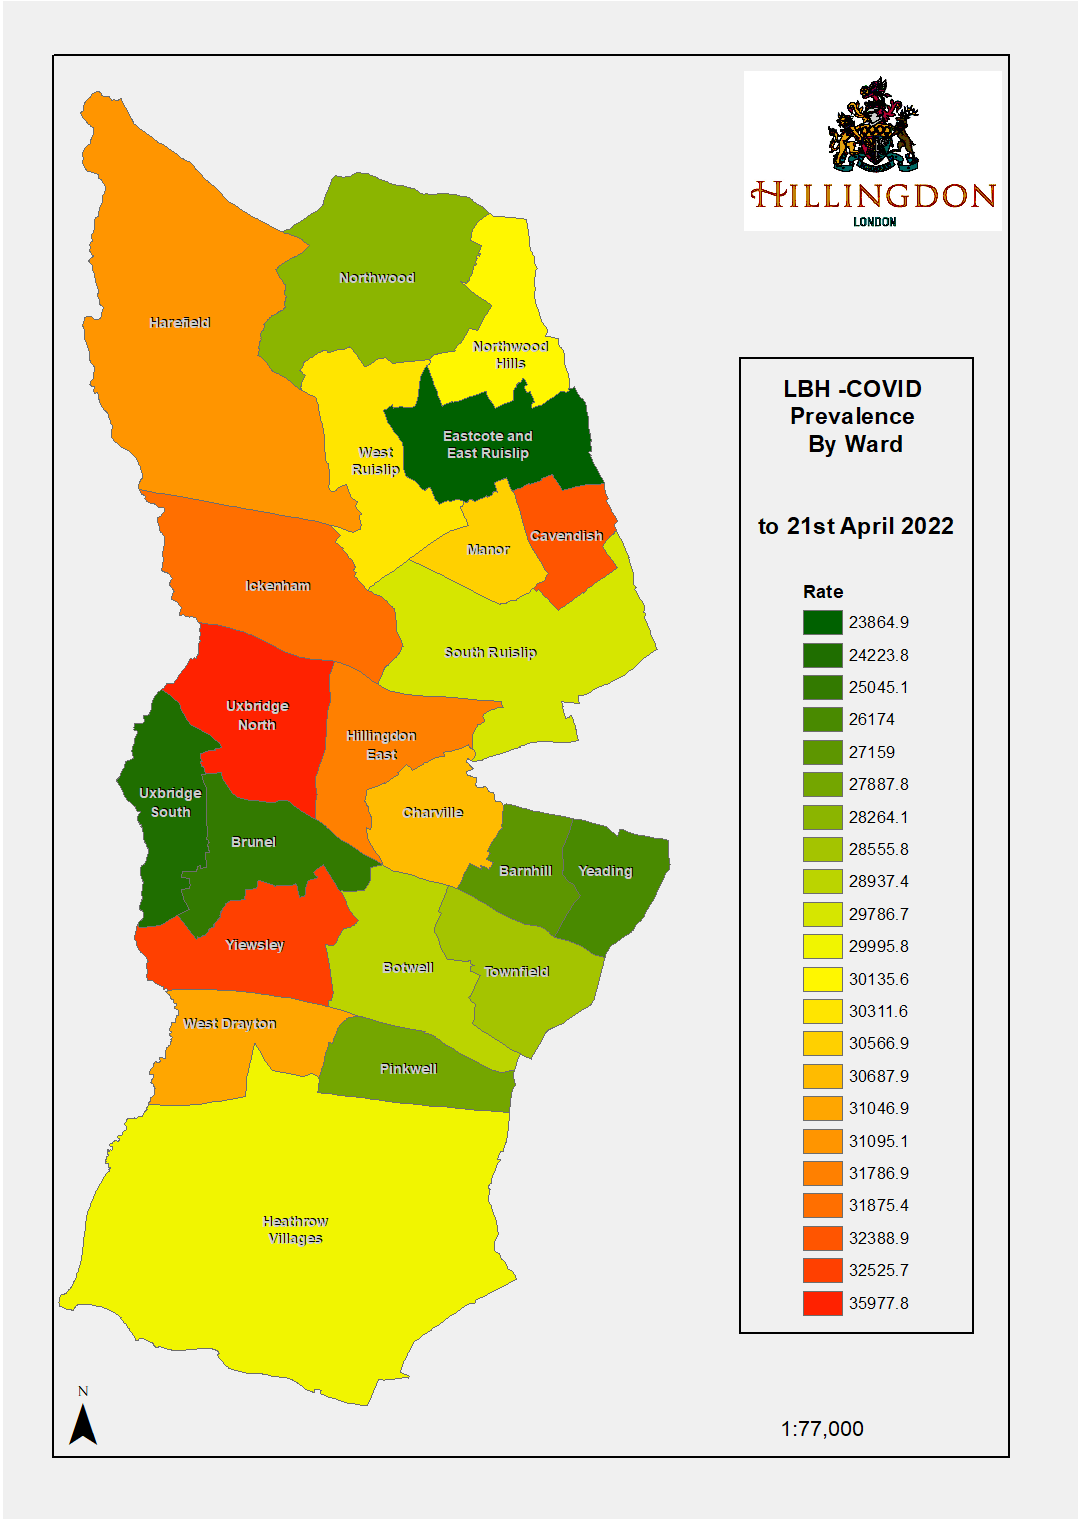 HILLINGDON
LONDON
Northwood
Harefield
Northwood
Hills
LBH -COVID
Prevalence
By Ward
Eastcote and
East Ruislip
West
Ruislip
to 21st April 2022
Cavendish
Manor
Ickenham
Rate
23864.9
24223.8
25045.1
26174
27159
27887.8
28264.1
28555.8
28937.4
29786.7
29995.8
30135.6
30311.6
30566.9
30687.9
31046.9
31095.1
31786.9
31875.4
32388.9
32525.7
35977.8
South Ruislip
Uxbridge
North
Hillingdon
East
Uxbridge
South
Charville
Brunel
Barnhill
Yeading
Yiewsley
Botwell
Townfield
West Drayton
Pinkwell
Heathrow
Villages
N
1:77,000